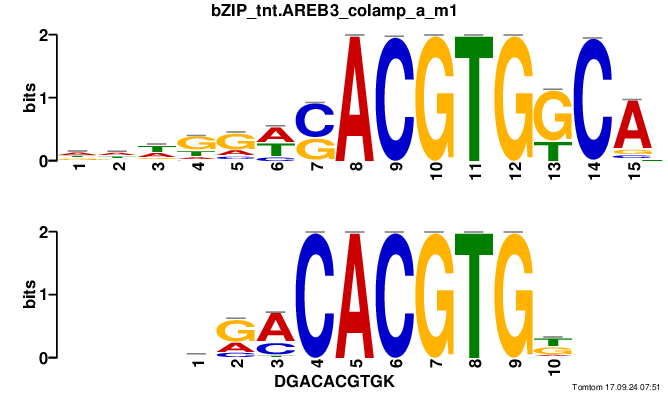 bZIP_tnt.AREB3_colamp_a_m1
2
bits
1
0
1 2 3 4 5 6 7 8 9 10 11 12 13 14 15
ACGTGGCA
2
bits
1
0
1 2 3 4 5 6 7 8 9 10
GACACGTG
DGACACGTGK
Tomtom 17.09.24 07:51